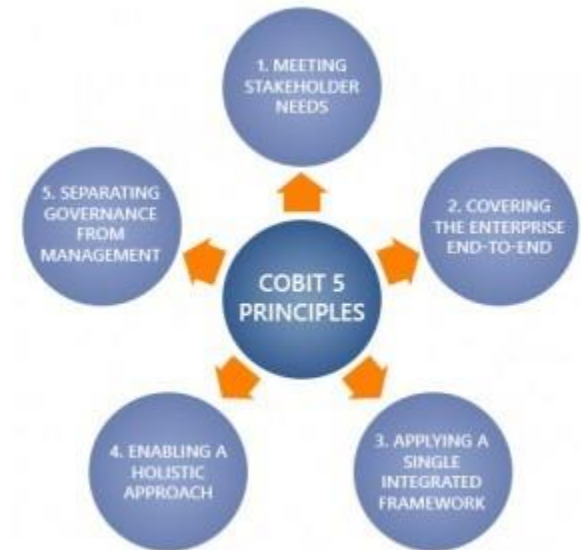 1. MEETING
STAKEHOLDER
NEEDS
2. COVERING
THE ENTERPRISE
END-TO-END
3. APPLYING A
SINGLE
INTEGRATED
FRAMEWORK
4. ENABLING A
HOLISTIC
APPROACH
5. SEPARATING
GOVERNANCE
FROM
MANAGEMENT
COBIT 5
PRINCIPLES